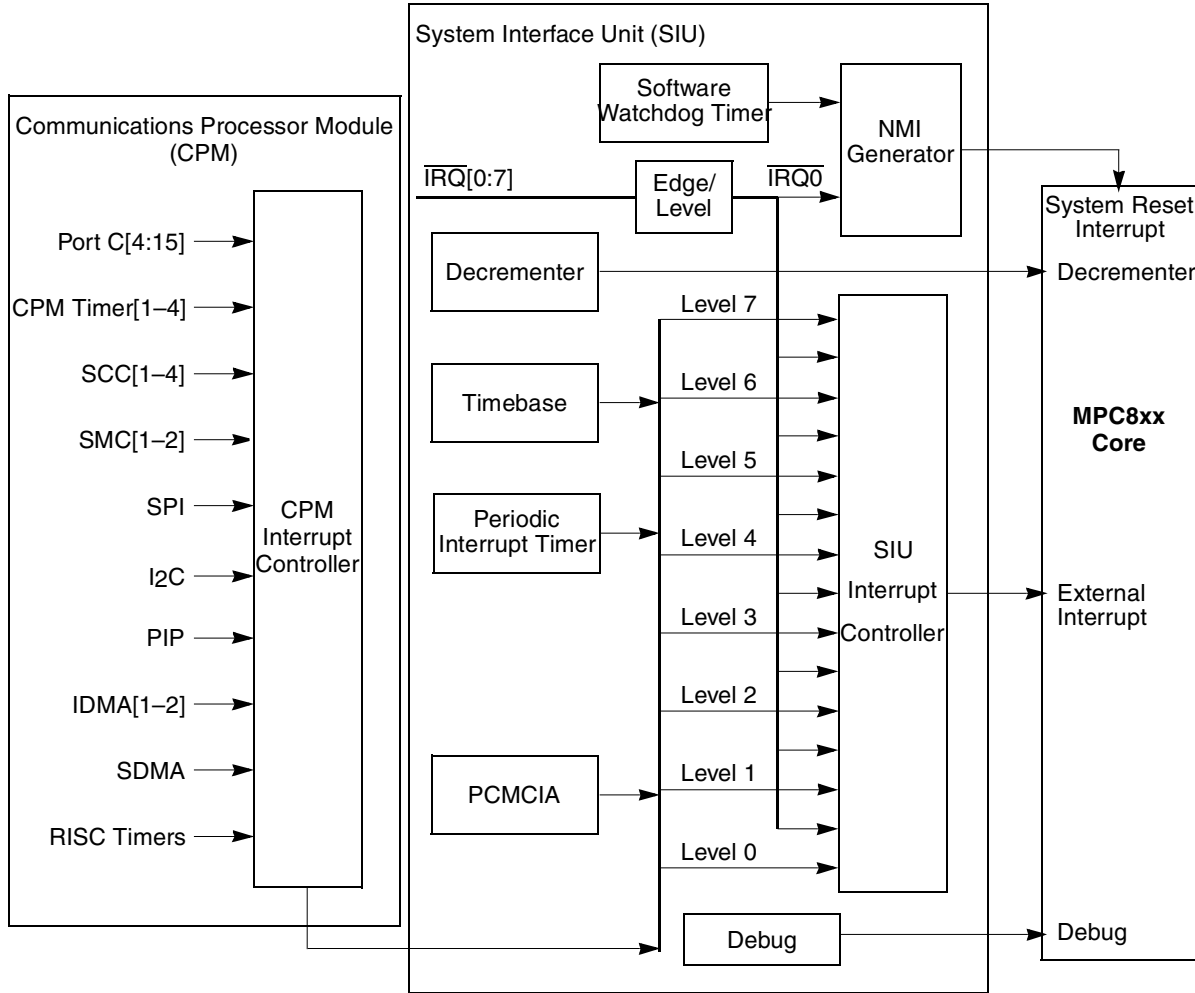 System Interface Unit (SIU)
Software
Watchdog Timer
NMI
Generator
Communications Processor Module
(CPM)
IRQ[0:7]
Edge/
Level
IRQ0
System Reset
Interrupt
Port C[4:15]
Decrementer
Decrementer
CPM Timer[1–4]
Level 7
SCC[1–4]
Timebase
Level 6
MPC8xx
Core
SMC[1–2]
Level 5
SPI
CPM
Interrupt
Controller
Periodic
Interrupt Timer
Level 4
SIU
Interrupt
Controller
I2C
External
Interrupt
PIP
Level 3
IDMA[1–2]
Level 2
SDMA
PCMCIA
Level 1
RISC Timers
Level 0
Debug
Debug